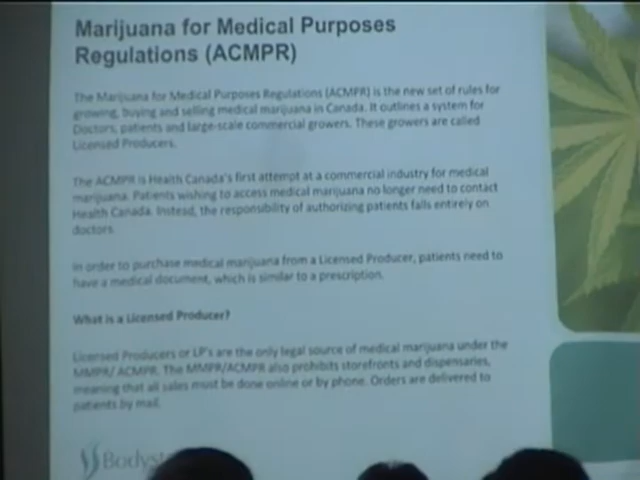 Marijuana for Medical Purposes
Regulations (ACMPR)
The Marijuana for Medical Purposes Regulations (ACMPR) is the new set of rules for
growing, buying and selling medical marijuana in Canada. It outlines a system for
Doctors, patients and large-scale commercial growers. These growers are called
Licensed Producers.
The ACMPR is Health Canada's first attempt at a commercial industry for medical
marijuana. Patients wishing to access medical marijuana no longer need to contact
Health Canada. Instead, the responsibility of authorizing patients falls entirely on
doctors.
In order to purchase medical marijuana from a Licensed Producer, patients need to
have a medical document, which is similar to a prescription.
What is a Licensed Producer?
Licensed Producers or LP's are the only legal source of medical marijuana under the
MMPR/ ACMPR. The MMPR/ACMPR also prohibits storefronts and dispensaries,
meaning that all sales must be done online or by phone. Orders are delivered to
patients by mail.